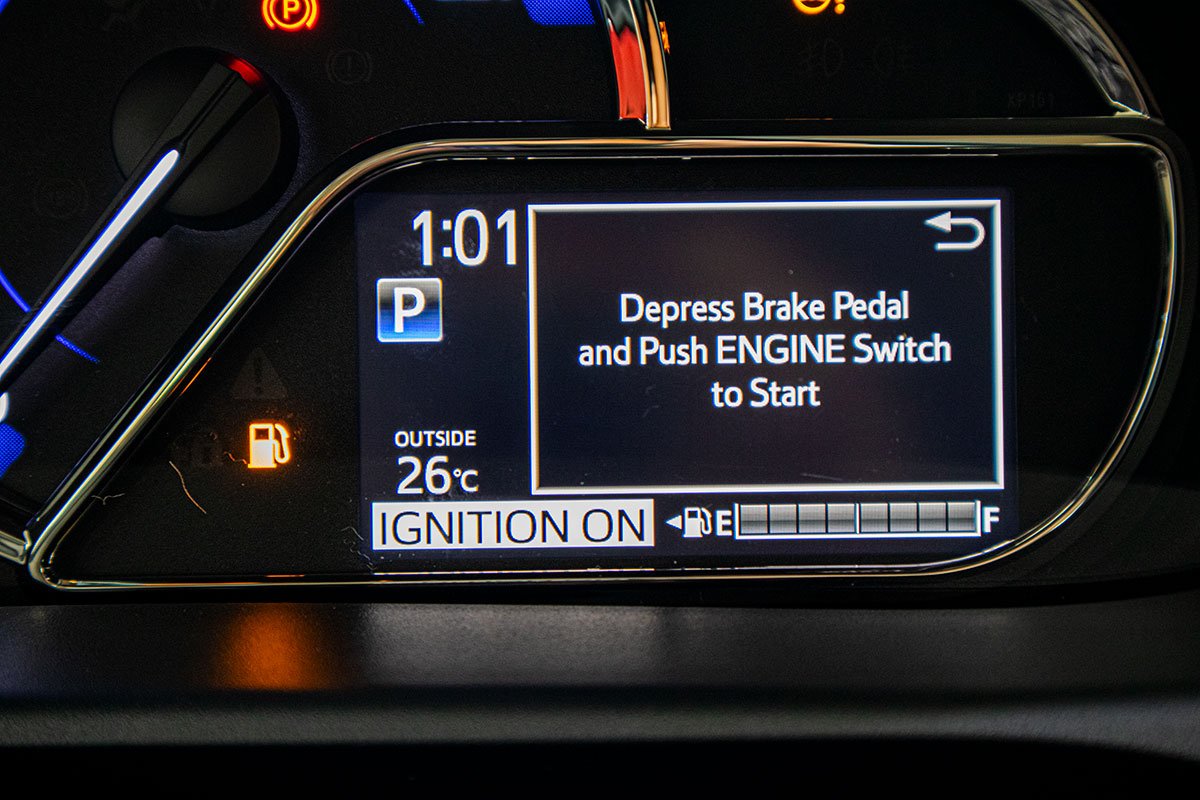 P
1:01
P
Depress Brake Pedal
and Push ENGINE Switch
to Start
OUTSIDE
26°C
IGNITION ON
E
F